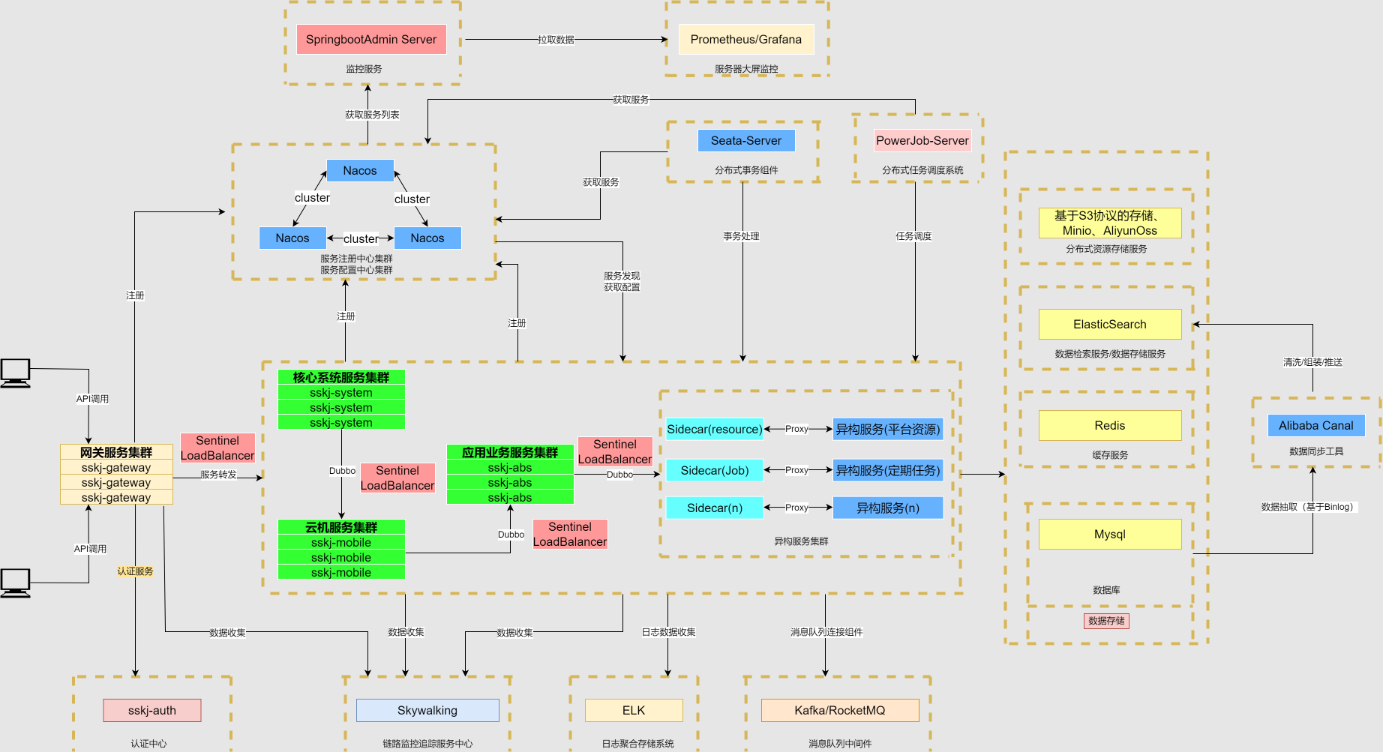 SpringbootAdmin Server
监控服务
拉取数据
Prometheus/Grafana
服务器大屏监控
获取服务列表
获取服务
Seata-Server
分布式事务组件
PowerJob-Server
分布式任务调度系统
Nacos
cluster
cluster
Nacos
cluster
Nacos
服务注册中心集群
服务配置中心集群
获取服务
事务处理
任务调度
服务发现
获取配置
注册
注册
注册
基于S3协议的存储、
Minio、AliyunOss
分布式资源存储服务
ElasticSearch
数据检索服务/数据存储服务
Redis
缓存服务
Mysql
数据库
数据存储
清洗/组装/推送
Alibaba Canal
数据同步工具
数据抽取（基于Binlog）
API调用
网关服务集群
sskj-gateway
sskj-gateway
sskj-gateway
API调用
认证服务
Sentinel
LoadBalancer
服务转发
核心系统服务集群
sskj-system
sskj-system
sskj-system
Dubbo
Sentinel
LoadBalancer
云机服务集群
sskj-mobile
sskj-mobile
sskj-mobile
应用业务服务集群
sskj-abs
sskj-abs
sskj-abs
Dubbo
Sentinel
LoadBalancer
Sentinel
LoadBalancer
Dubbo
Sidecar(resource)
Proxy
异构服务(平台资源)
Sidecar(Job)
Proxy
异构服务(定期任务)
Sidecar(n)
Proxy
异构服务(n)
异构服务集群
数据收集
数据收集
数据收集
日志数据收集
消息队列连接组件
sskj-auth
认证中心
Skywalking
链路监控追踪服务中心
ELK
日志聚合存储系统
Kafka/RocketMQ
消息队列中间件